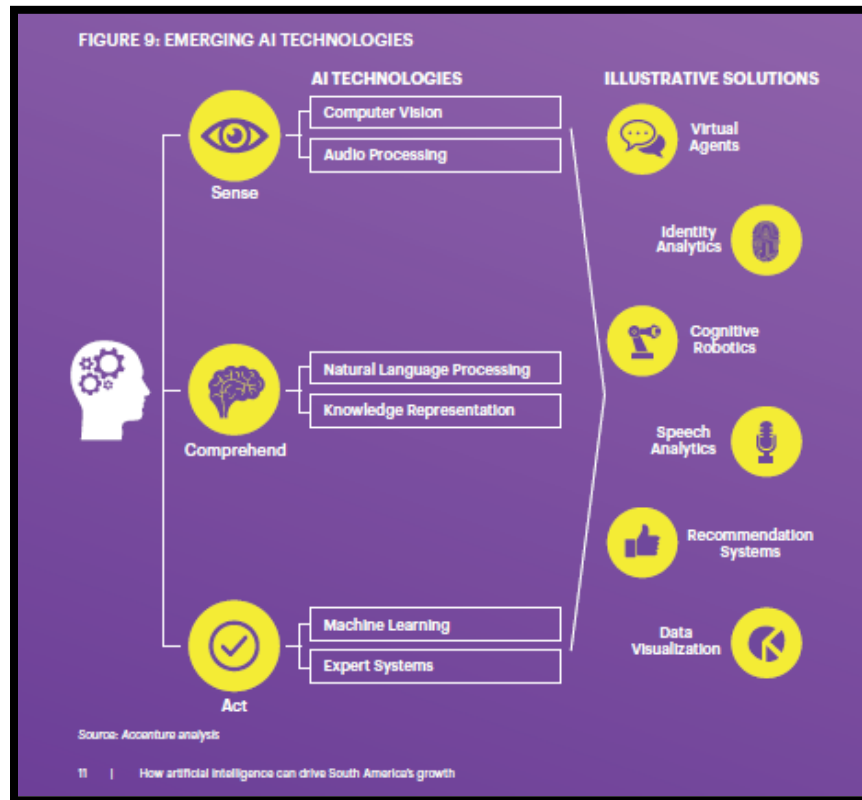 FIGURE 9: EMERGING AI TECHNOLOGIES
AI TECHNOLOGIES
Computer Vision
Audio Processing
Sense
Natural Language Processing
Knowledge Representation
Comprehend
Machine Learning
Expert Systems
Act
ILLUSTRATIVE SOLUTIONS
Virtual
Agents
Identity
Analytics
Cognitive
Robotics
Speech
Analytics
Recommendation
Systems
Data
Visualization
Source: Accenture analysis
11 | How artificial intelligence can drive South America's growth